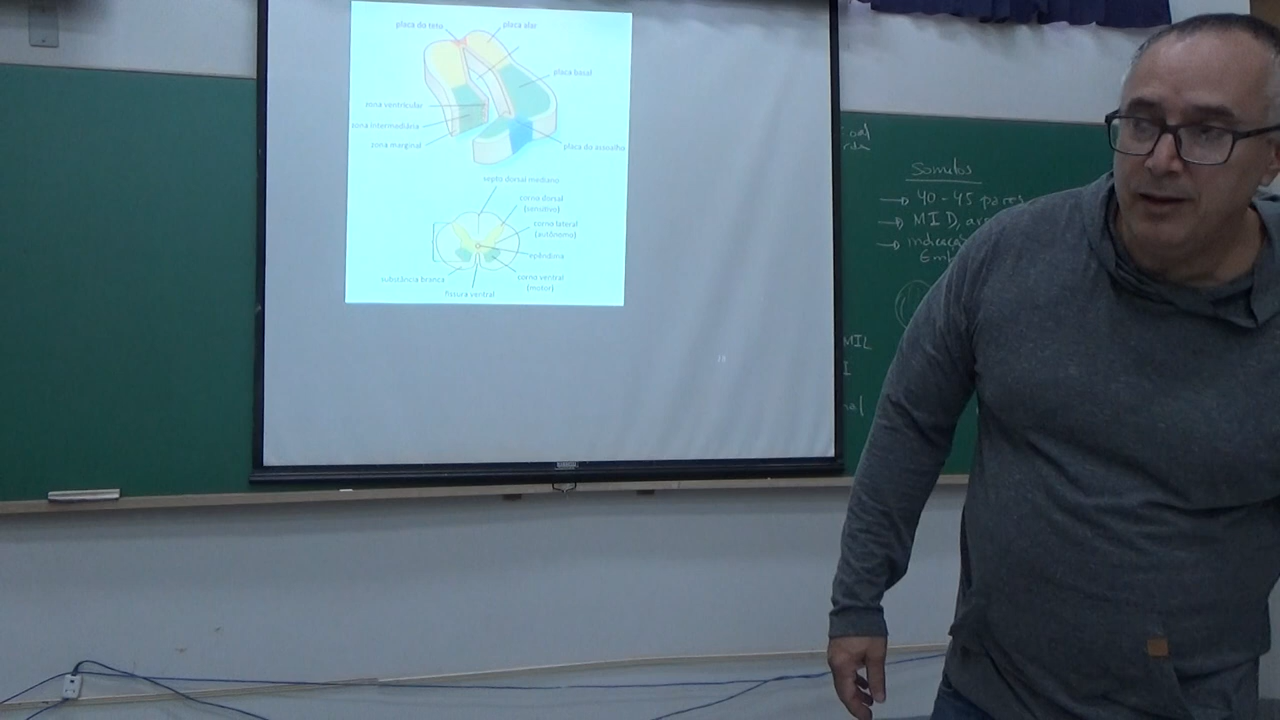 placa do teto
placa alar
placa basal
zona ventricular
zona intermediária
zona marginal
placa do assoalho
septo dorsal mediano
corno dorsal
(sensitivo)
corno lateral
(autônomo)
epêndima
corno ventral
(motor)
substância branca
fissura ventral
Somitos
→ 40-45 pares
→ MID,
→
MIL
I